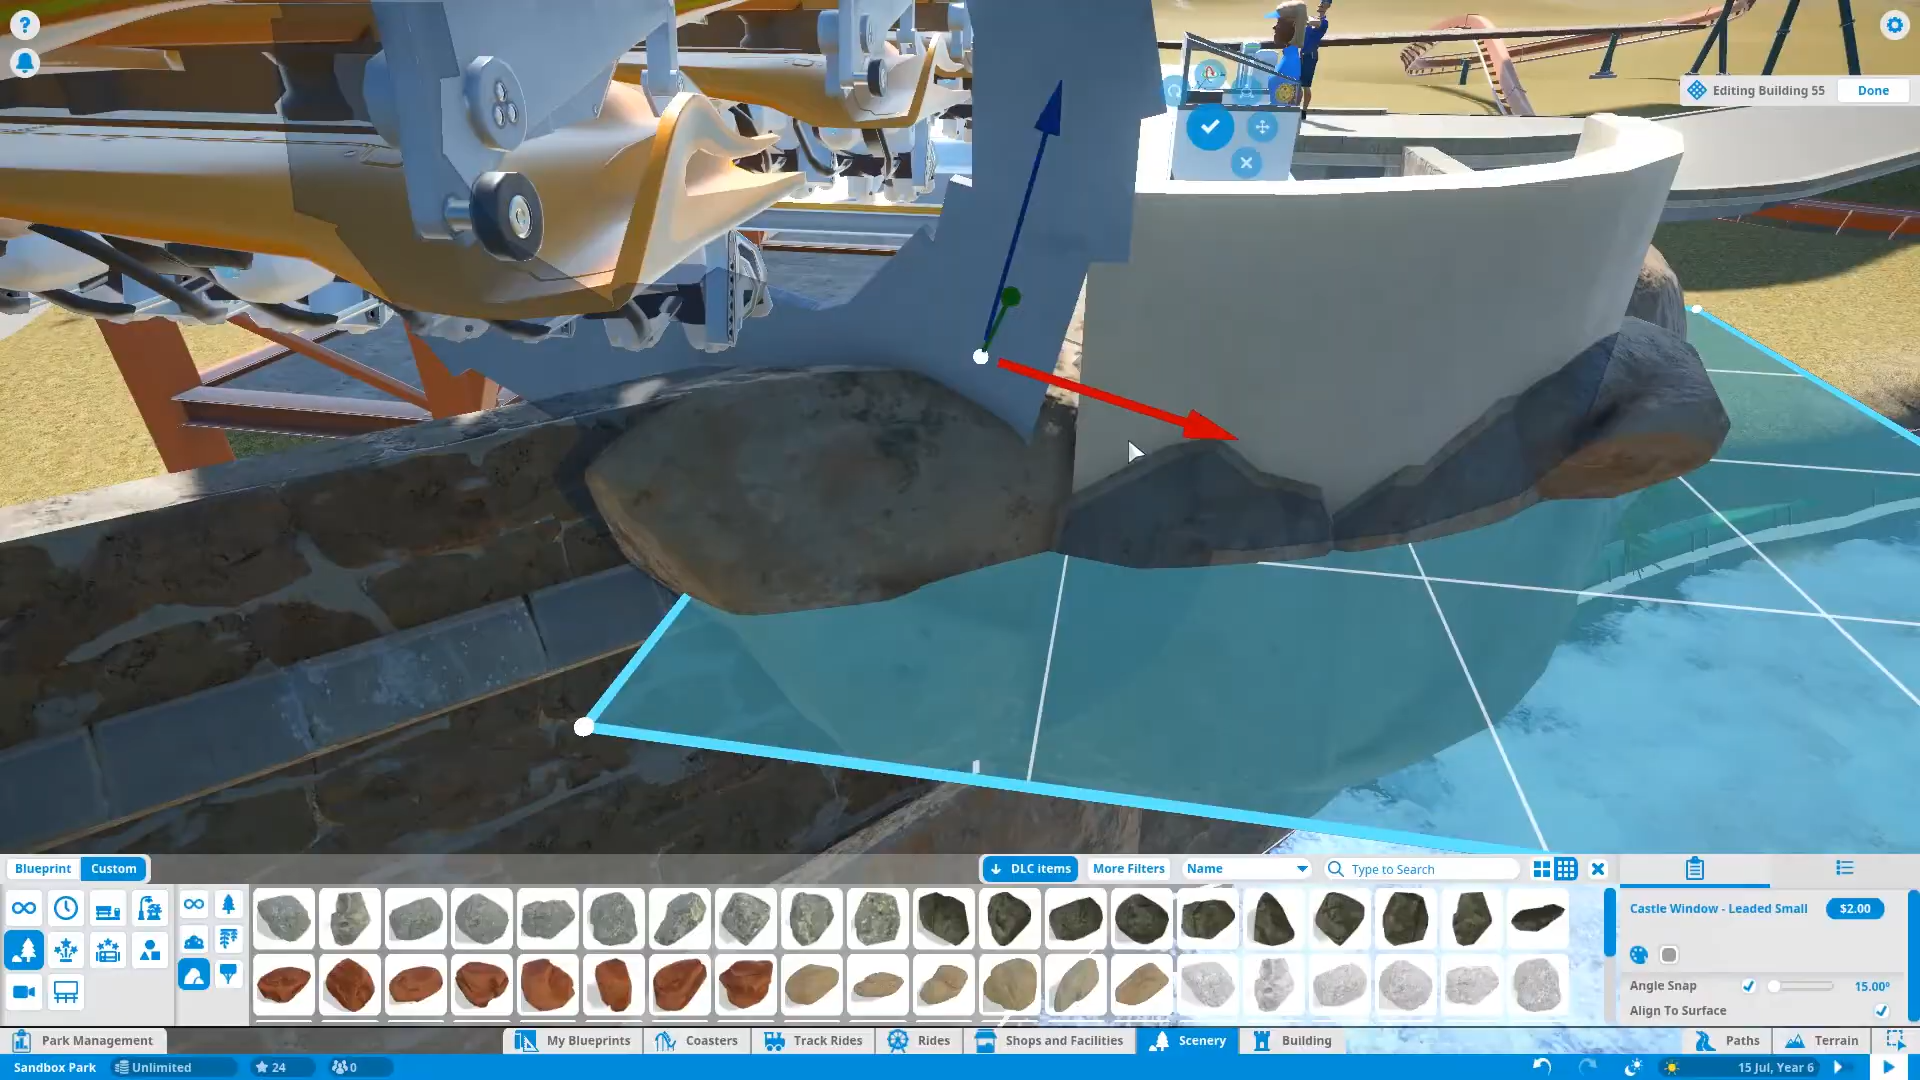 ?
Editing Building 55
Done
Blueprint
Custom
DLC items
More Filters
Name
Type to Search
Castle Window - Leaded Small
$2.00
Angle Snap
15.00º
Align To Surface
Park Management
My Blueprints
Coasters
Track Rides
Rides
Shops and Facilities
Scenery
Building
Paths
Terrain
Sandbox Park
Unlimited
24
0
15 Jul, Year 6